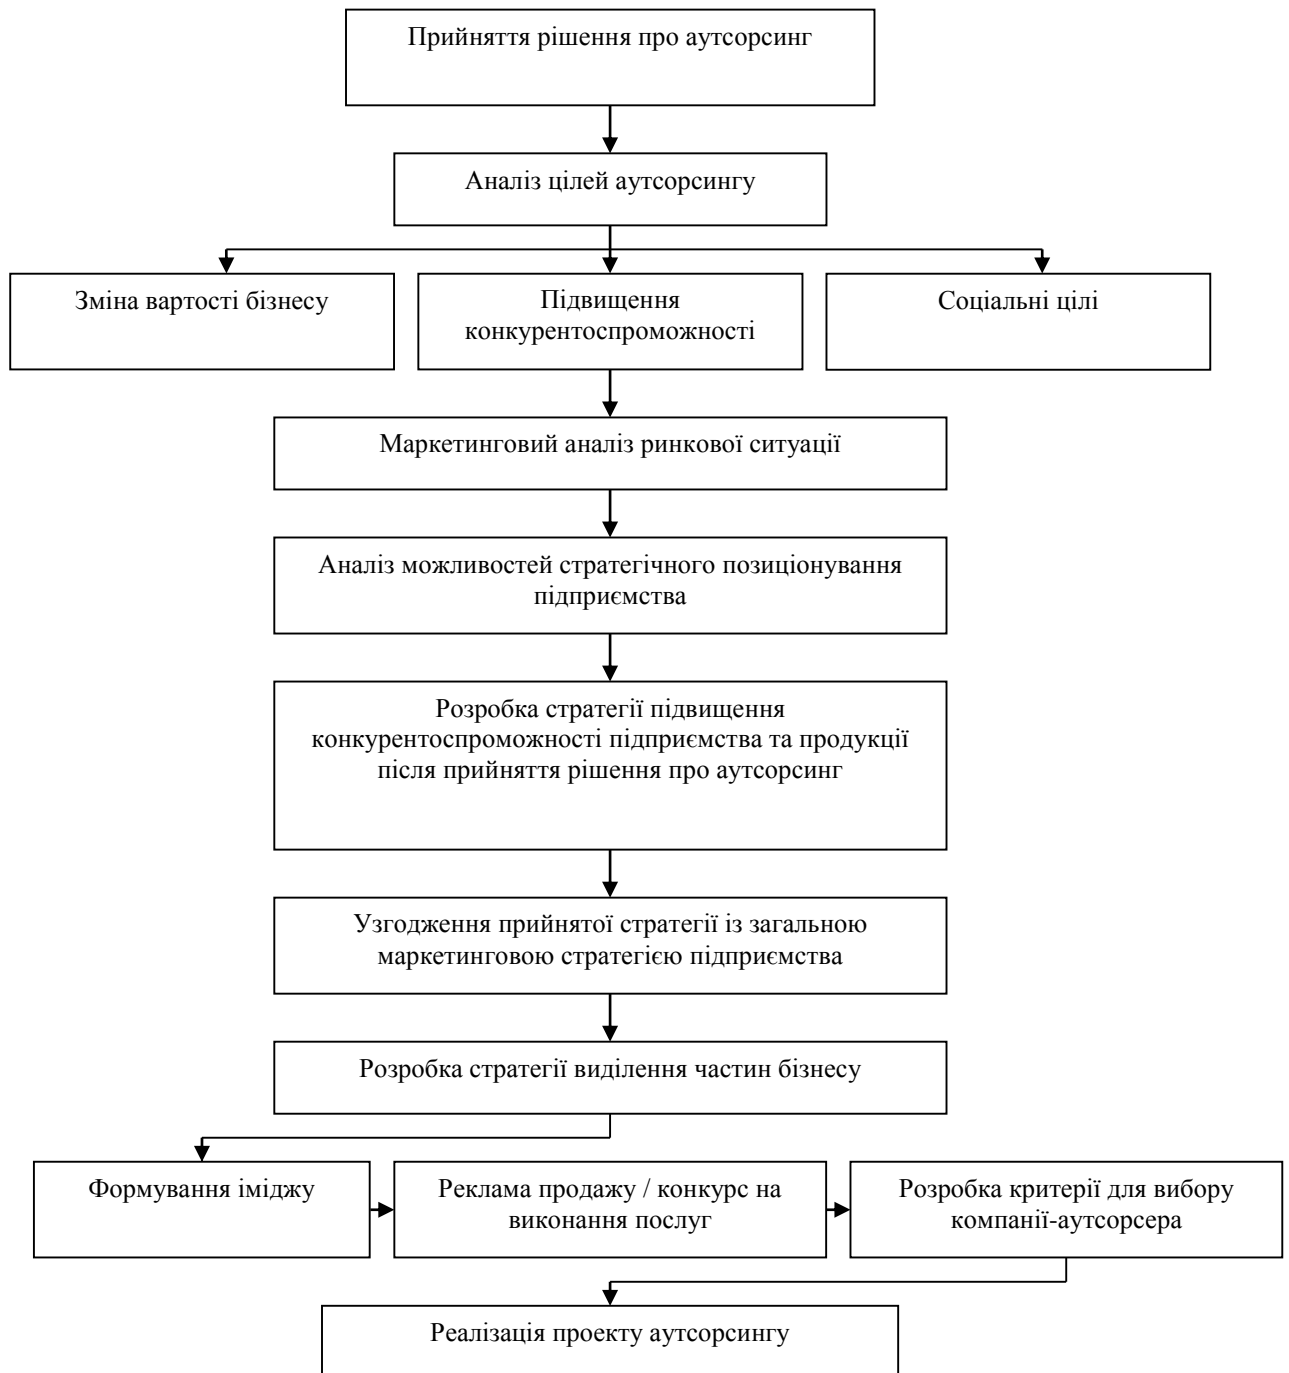 Прийняття рішення про аутсорсинг
Аналіз цілей аутсорсингу
Зміна вартості бізнесу
Підвищення
конкурентоспроможності
Соціальні цілі
Маркетинговий аналіз ринкової ситуації
Аналіз можливостей стратегічного позиціонування
підприємства
Розробка стратегії підвищення
конкурентоспроможності підприємства та продукції
після прийняття рішення про аутсорсинг
Узгодження прийнятої стратегії із загальною
маркетинговою стратегією підприємства
Розробка стратегії виділення частин бізнесу
Формування іміджу
Реклама продажу / конкурс на
виконання послуг
Розробка критерії для вибору
компанії-аутсорсера
Реалізація проекту аутсорсингу